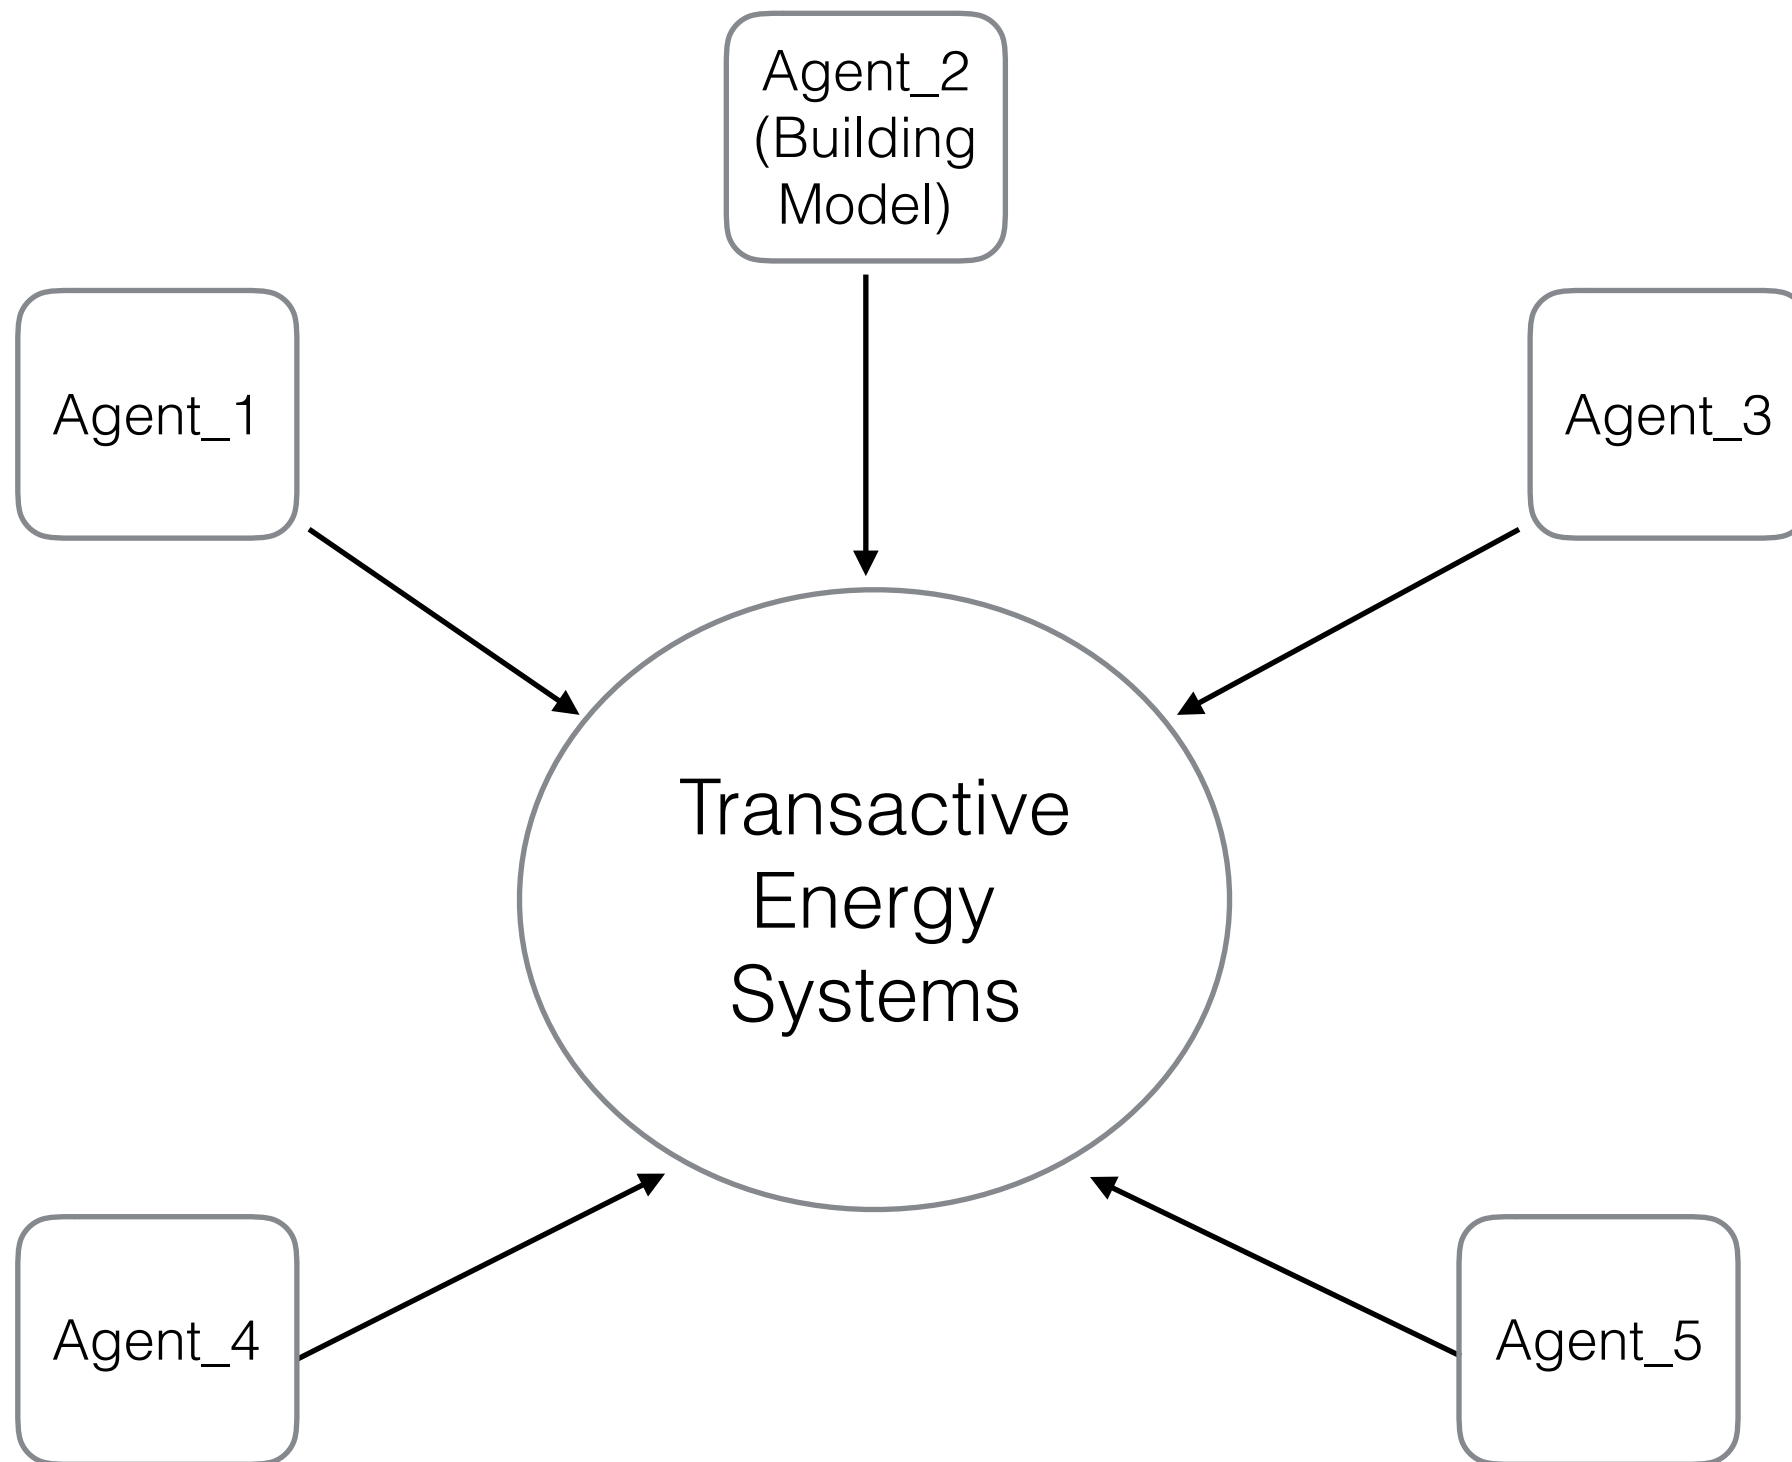 Agent_2
(Building
Model)
Agent_1
Agent_3
Transactive
Energy
Systems
Agent_4
Agent_5